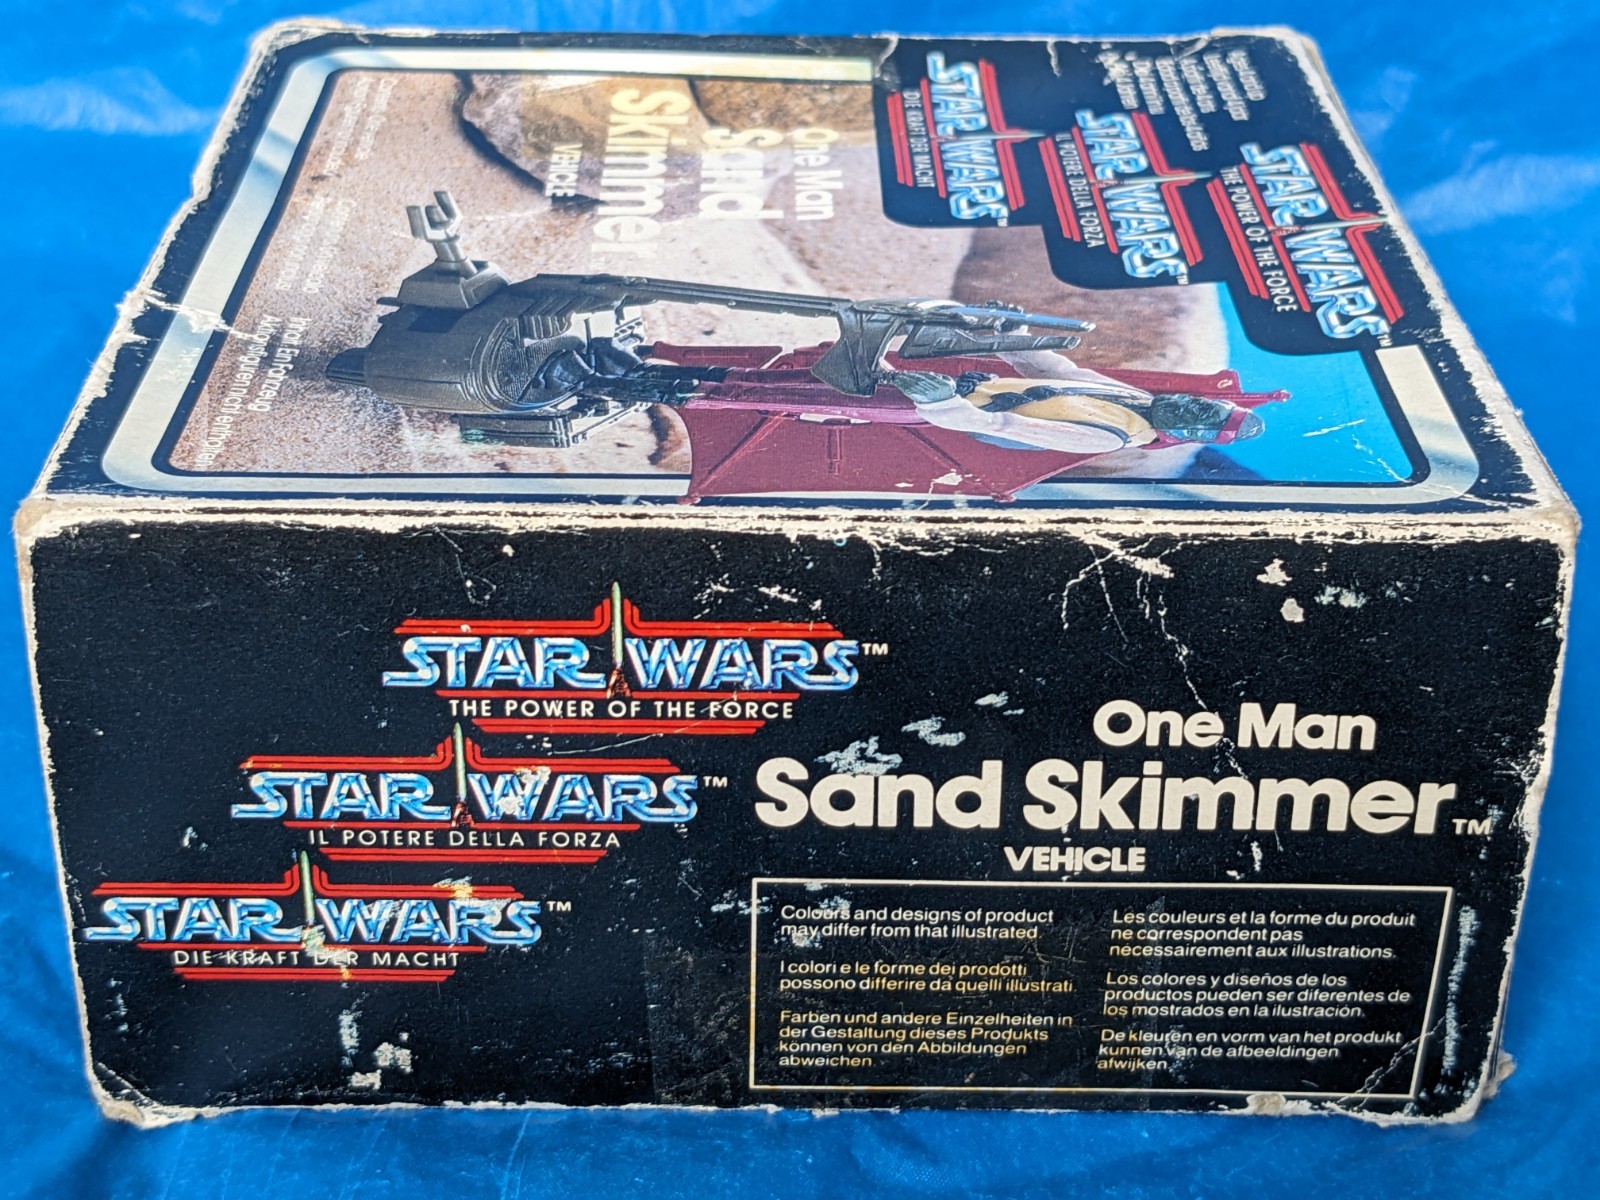 One Man
Sand
Skimmer
VEHICLE
STAR WARS
DIE KRAFT DER MACHT
STAR WARS™
IL POTERE DELLA FORZA
STAR WARS™
THE POWER OF THE FORCE
STAR WARS™
THE POWER OF THE FORCE
STAR WARS™
IL POTERE DELLA FORZA
STAR WARS™
DIE KRAFT DER MACHT
One Man
Sand Skimmer™
VEHICLE
Colours and designs of product
may differ from that illustrated.
I colori e le forme dei prodotti
possono differire da quelli illustrati.
Farben und andere Einzelheiten in
der Gestaltung dieses Produkts
können von den Abbildungen
abweichen.
Les couleurs et la forme du produit
ne correspondent pas
nécessairement aux illustrations.
Los colores y diseños de los
productos pueden ser diferentes de
los mostrados en la ilustración.
De kleuren en vorm van het produkt
kunnen van de afbeeldingen
afwijken.